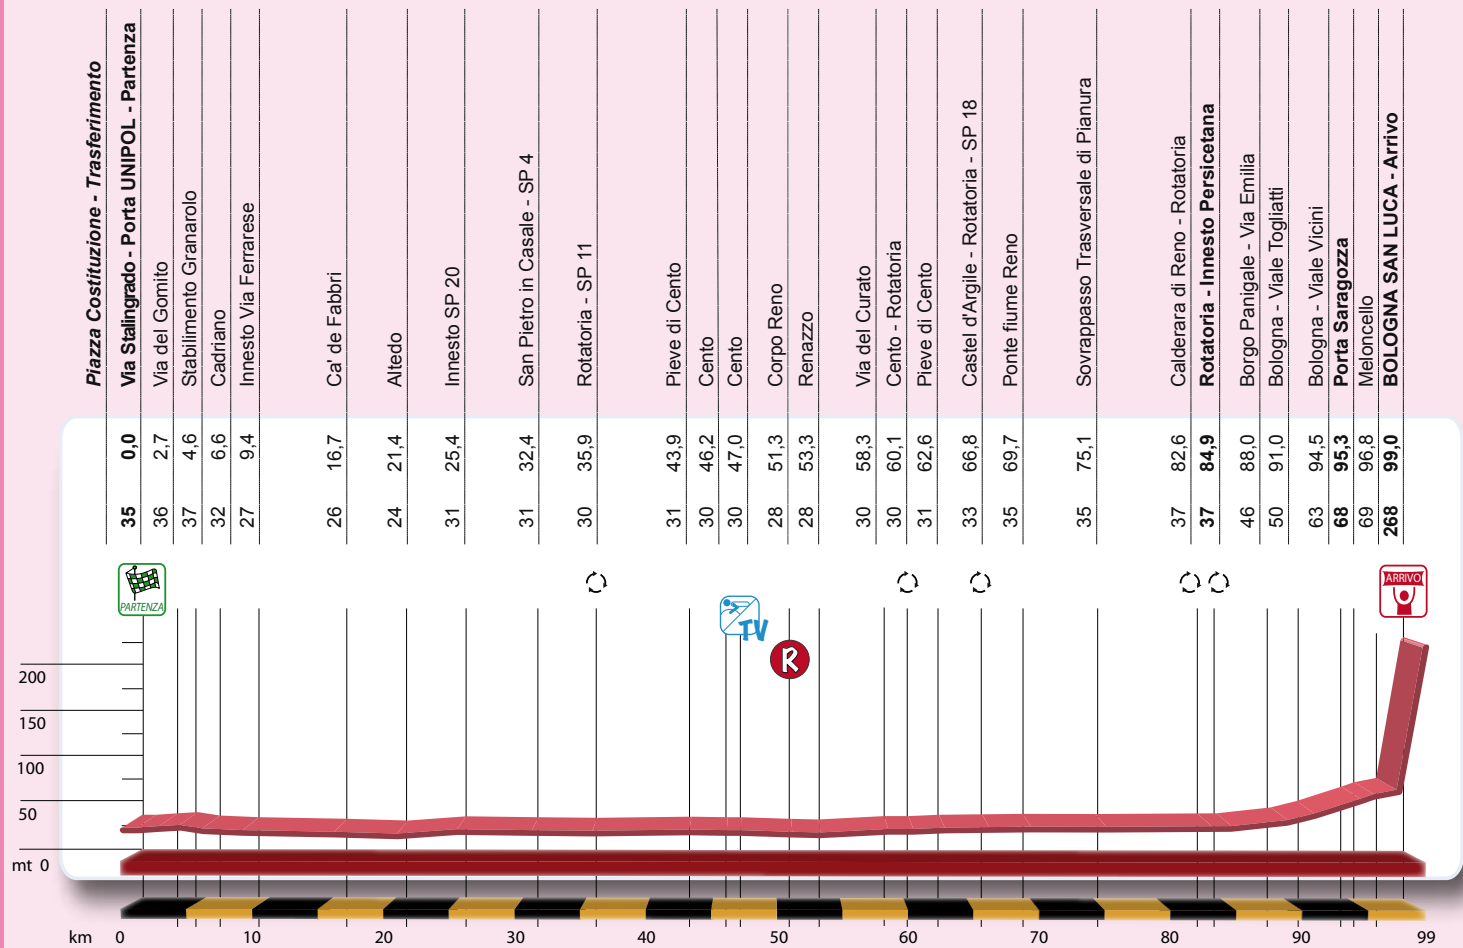 Piazza Costituzione - Trasferimento
Via Stalingrado - Porta UNIPOL - Partenza 0,0 35
Via del Gomito 2,7 36
Stabilimento Granarolo 4,6 37
Cadriano 6,6 32
Innesto Via Ferrarese 9,4 27
Ca' de Fabbri 16,7 26
Altedo 21,4 24
Innesto SP 20 25,4 31
San Pietro in Casale - SP 4 32,4 31
Rotatoria - SP 11 35,9 30
Pieve di Cento 43,9 31
Cento 46,2 30
Cento 47,0 30
Corpo Reno 51,3 28
Renazzo 53,3 28
Via del Curato 58,3 30
Cento - Rotatoria 60,1 30
Pieve di Cento 62,6 31
Castel d'Argile - Rotatoria - SP 18 66,8 33
Ponte fiume Reno 69,7 35
Sovrappasso Trasversale di Pianura 75,1 35
Calderara di Reno - Rotatoria 82,6 37
Rotatoria - Innesto Persicetana 84,9 37
Borgo Panigale - Via Emilia 88,0 46
Bologna - Viale Togliatti 91,0 50
Bologna - Viale Vicini 94,5 63
Porta Saragozza 95,3 68
Meloncello 96,8 69
BOLOGNA SAN LUCA - Arrivo 99,0 268
PARTENZA
TV
R
ARRIVO
200
150
100
50
mt 0
km 0 10 20 30 40 50 60 70 80 90 99